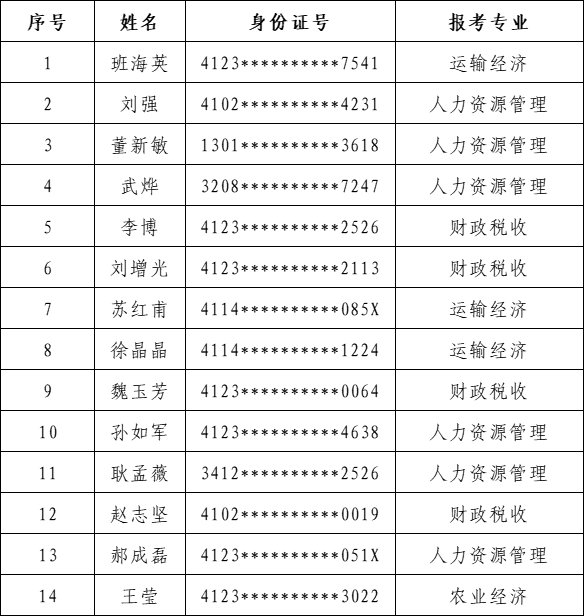 序号 姓名 身份证号 报考专业
1 班海英 4123**********7541 运输经济
2 刘强 4102**********4231 人力资源管理
3 董新敏 1301**********3618 人力资源管理
4 武烨 3208**********7247 人力资源管理
5 李博 4123**********2526 财政税收
6 刘增光 4123**********2113 财政税收
7 苏红甫 4114**********085X 运输经济
8 徐晶晶 4114**********1224 运输经济
9 魏玉芳 4123**********0064 财政税收
10 孙如军 4123**********4638 人力资源管理
11 耿孟薇 3412**********2526 人力资源管理
12 赵志坚 4102**********0019 财政税收
13 郝成磊 4123**********051X 人力资源管理
14 王莹 4123**********3022 农业经济